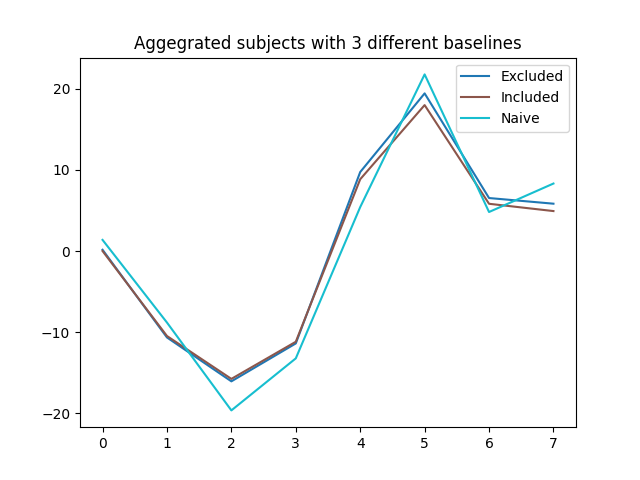 Aggegrated subjects with 3 different baselines
Excluded
Included
Naive
20
10
0
−10
−20
0 1 2 3 4 5 6 7